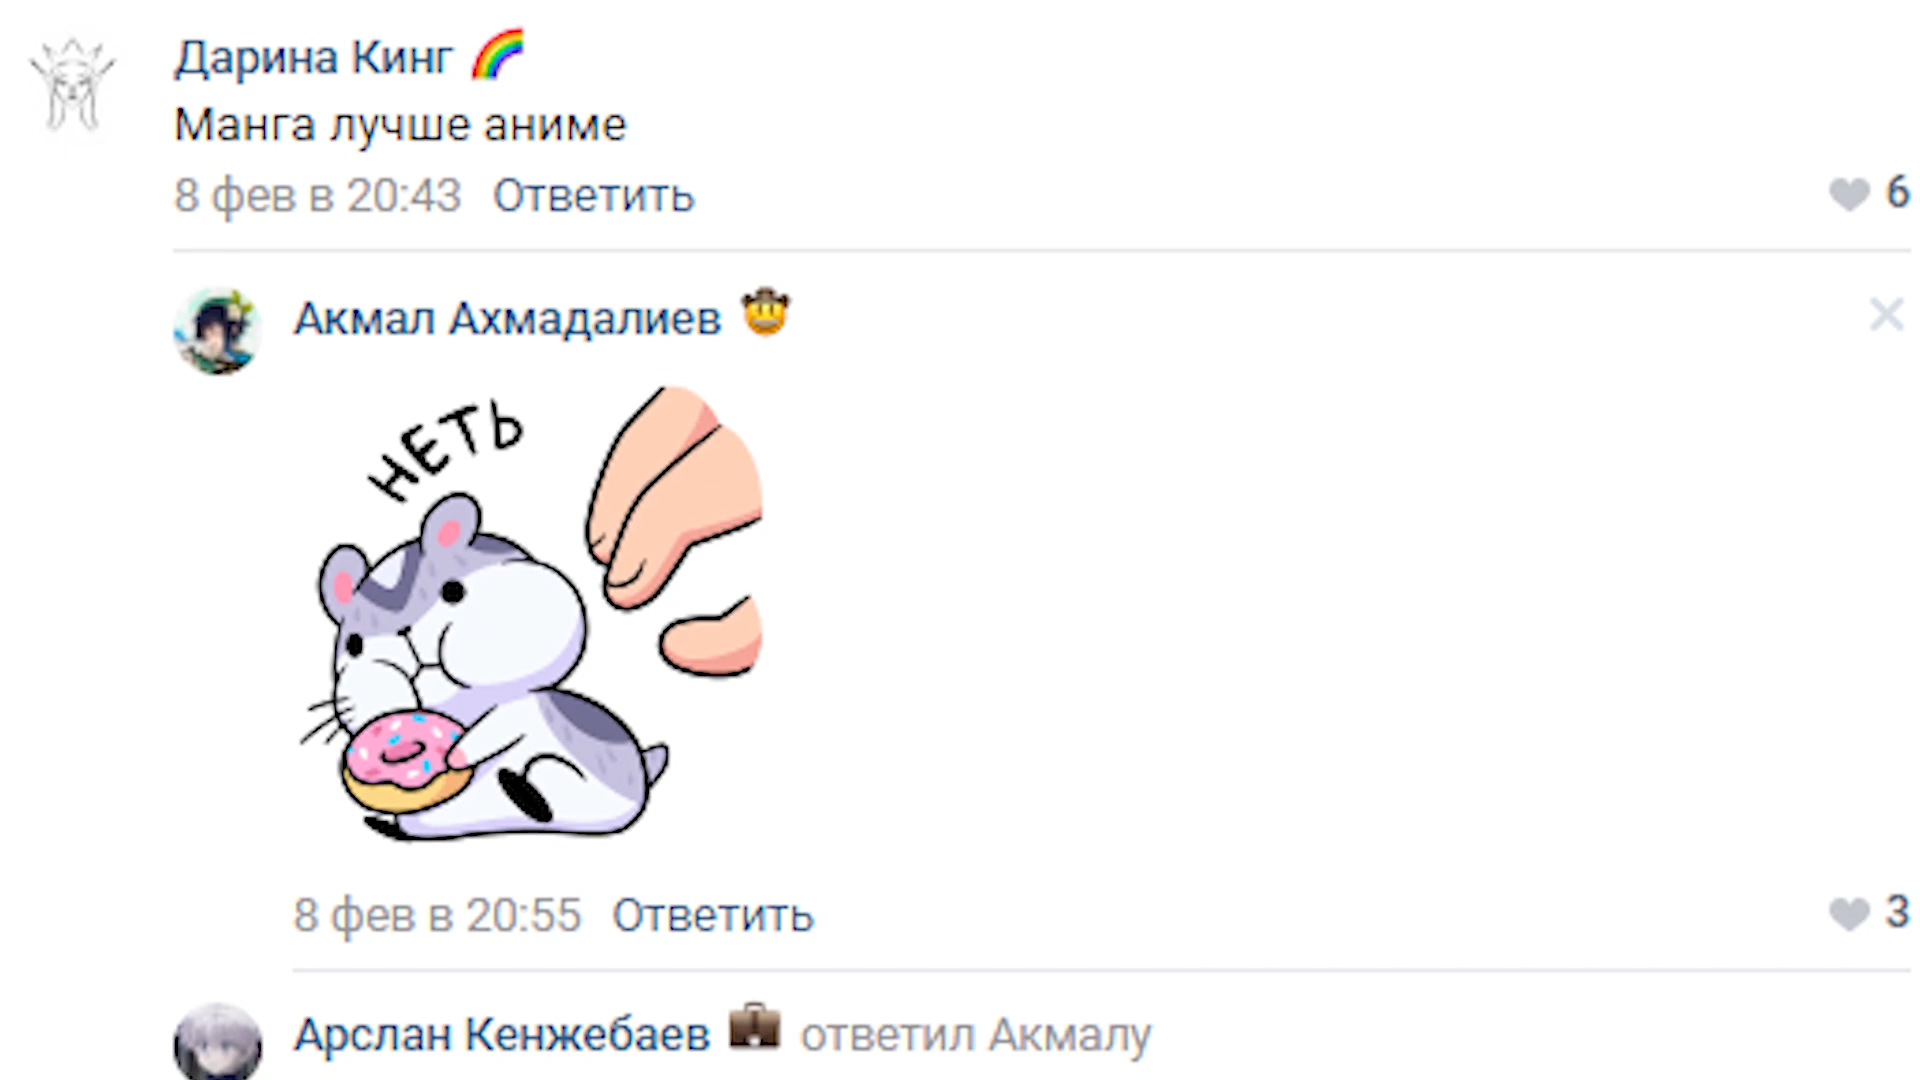 Дарина Кинг
Манга лучше аниме
8 фев в 20:43 Ответить
6
Акмал Ахмадалиев
НЕТЬ
8 фев в 20:55 Ответить
3
Арслан Кенжебаев ответил Акмалу